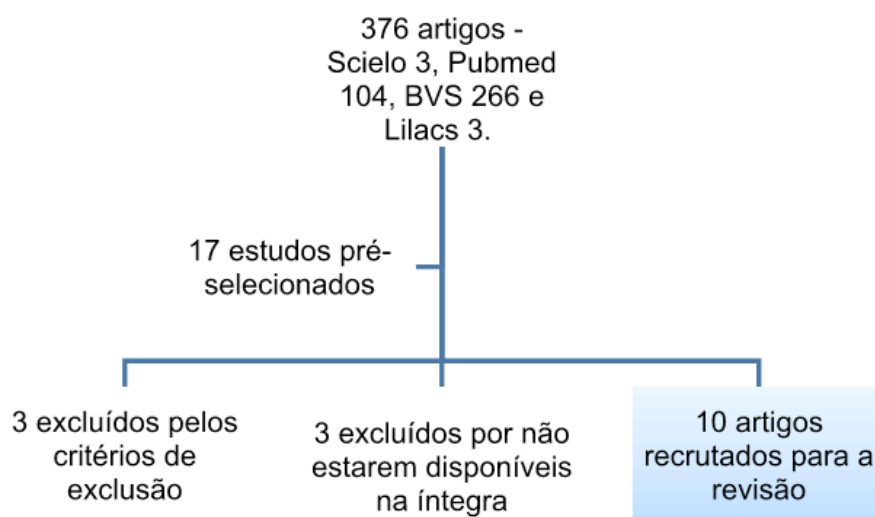 376 artigos -
Scielo 3, Pubmed
104, BVS 266 e
Lilacs 3.
17 estudos pré-
selecionados
3 excluídos pelos
critérios de
exclusão
3 excluídos por não
estarem disponíveis
na íntegra
10 artigos
recrutados para a
revisão